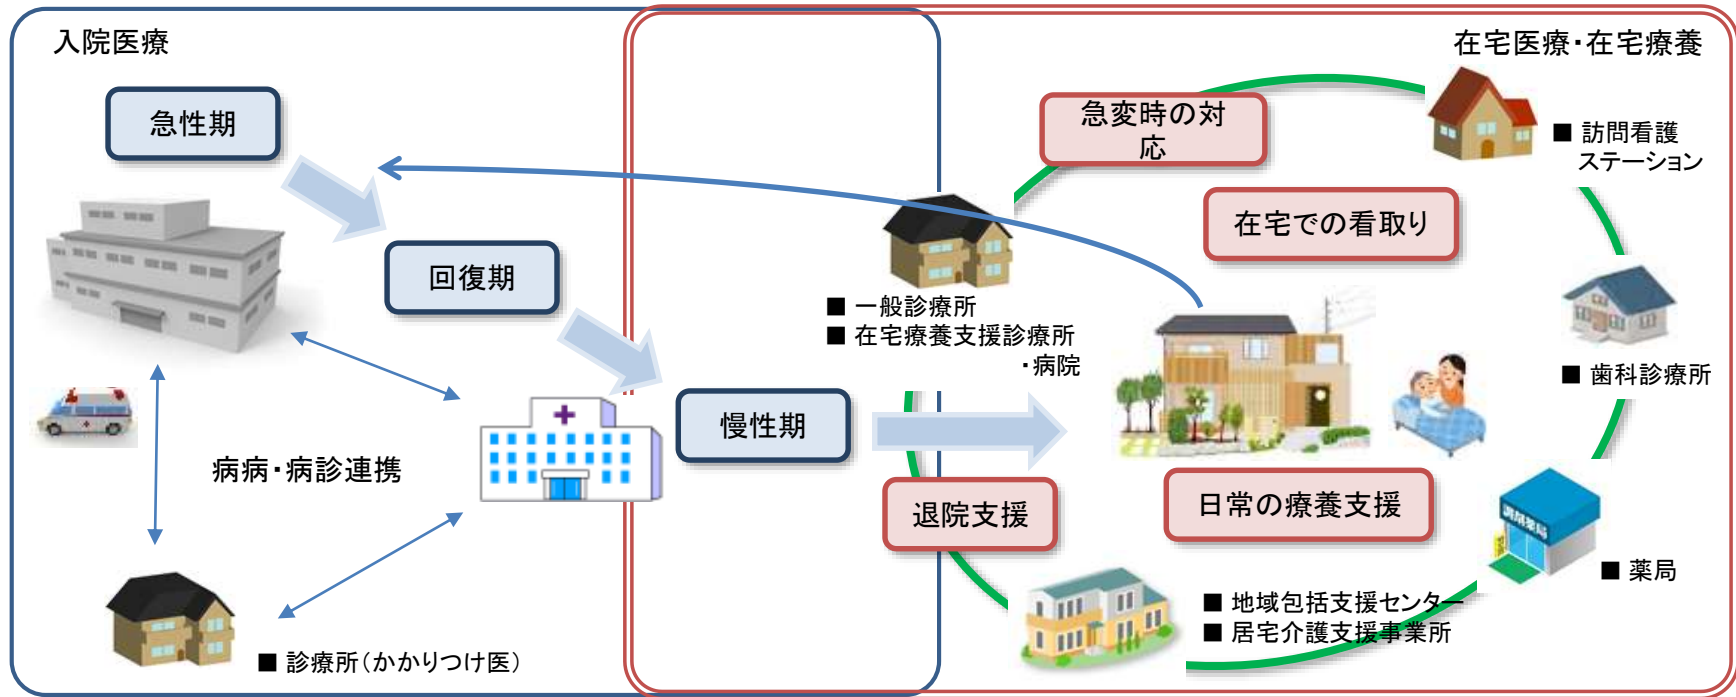 入院医療
在宅医療・在宅療養
急性期
急変時の対
応
■ 訪問看護
ステーション
在宅での看取り
回復期
■ 一般診療所
■ 在宅療養支援診療所
・病院
■ 歯科診療所
慢性期
病病・病診連携
退院支援
日常の療養支援
調剤薬局
■ 薬局
■ 地域包括支援センター
■ 居宅介護支援事業所
■ 診療所(かかりつけ医)